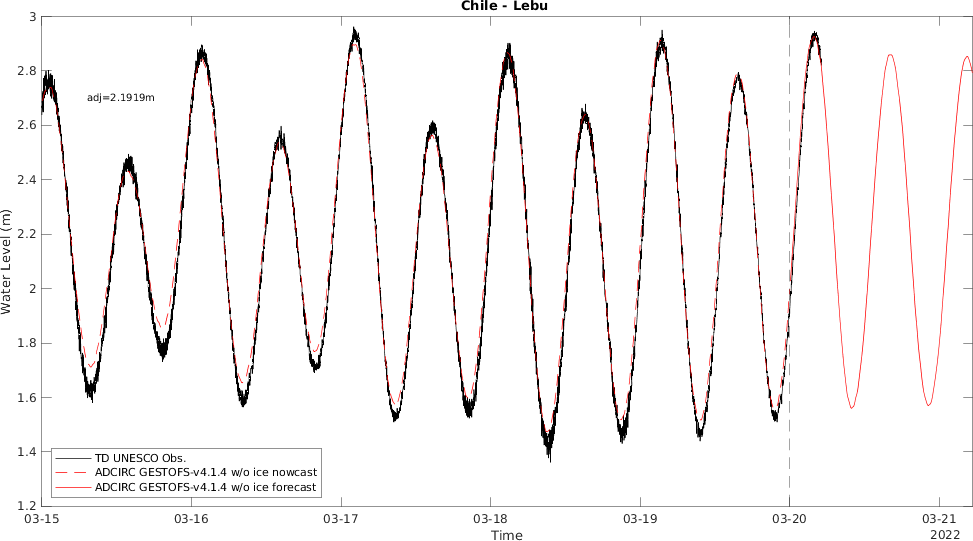 Chile - Lebu
3
2.8
adj=2.1919m
2.6
2.4
2.2
2
1.8
1.6
1.4
1.2
Water Level (m)
TD UNESCO Obs.
ADCIRC GESTOFS-v4.1.4 w/o ice nowcast
ADCIRC GESTOFS-v4.1.4 w/o ice forecast
03-15 03-16 03-17 03-18 03-19 03-20 03-21
Time
2022